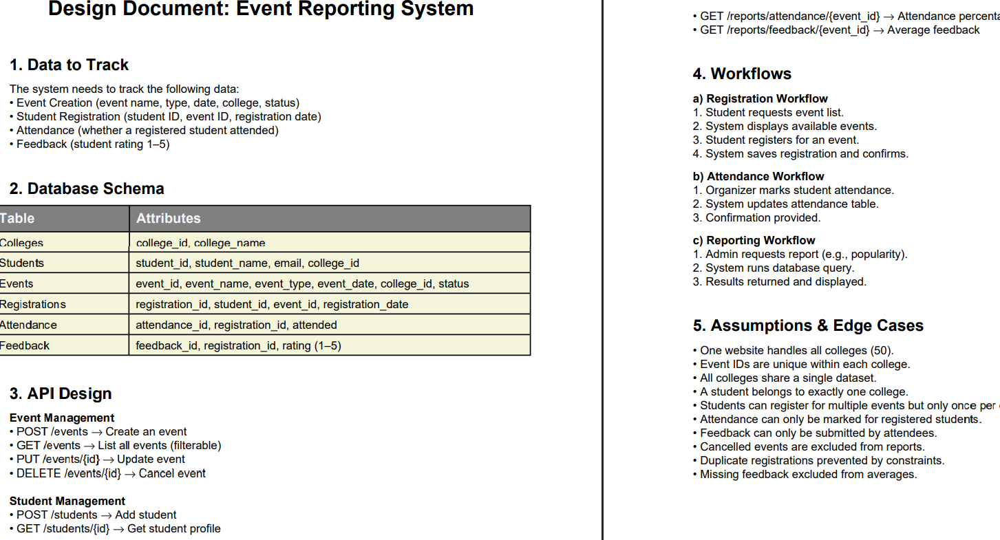 Design Document: Event Reporting System
1. Data to Track
The system needs to track the following data:
• Event Creation (event name, type, date, college, status)
• Student Registration (student ID, event ID, registration date)
• Attendance (whether a registered student attended)
• Feedback (student rating 1–5)
2. Database Schema
Table Attributes
Colleges college_id, college_name
Students student_id, student_name, email, college_id
Events event_id, event_name, event_type, event_date, college_id, status
Registrations registration_id, student_id, event_id, registration_date
Attendance attendance_id, registration_id, attended
Feedback feedback_id, registration_id, rating (1–5)
3. API Design
Event Management
• POST /events → Create an event
• GET /events → List all events (filterable)
• PUT /events/{id} → Update event
• DELETE /events/{id} → Cancel event
Student Management
• POST /students → Add student
• GET /students/{id} → Get student profile
• GET /reports/attendance/{event_id} → Attendance
• GET /reports/feedback/{event_id} → Average feedback
4. Workflows
a) Registration Workflow
1. Student requests event list.
2. System displays available events.
3. Student registers for an event.
4. System saves registration and confirms.
b) Attendance Workflow
1. Organizer marks student attendance.
2. System updates attendance table.
3. Confirmation provided.
c) Reporting Workflow
1. Admin requests report (e.g., popularity).
2. System runs database query.
3. Results returned and displayed.
5. Assumptions & Edge Cases
• One website handles all colleges (50).
• Event IDs are unique within each college.
• All colleges share a single dataset.
• A student belongs to exactly one college.
• Students can register for multiple events but only once per
• Attendance can only be marked for registered students.
• Feedback can only be submitted by attendees.
• Cancelled events are excluded from reports.
• Duplicate registrations prevented by constraints.
• Missing feedback excluded from averages.